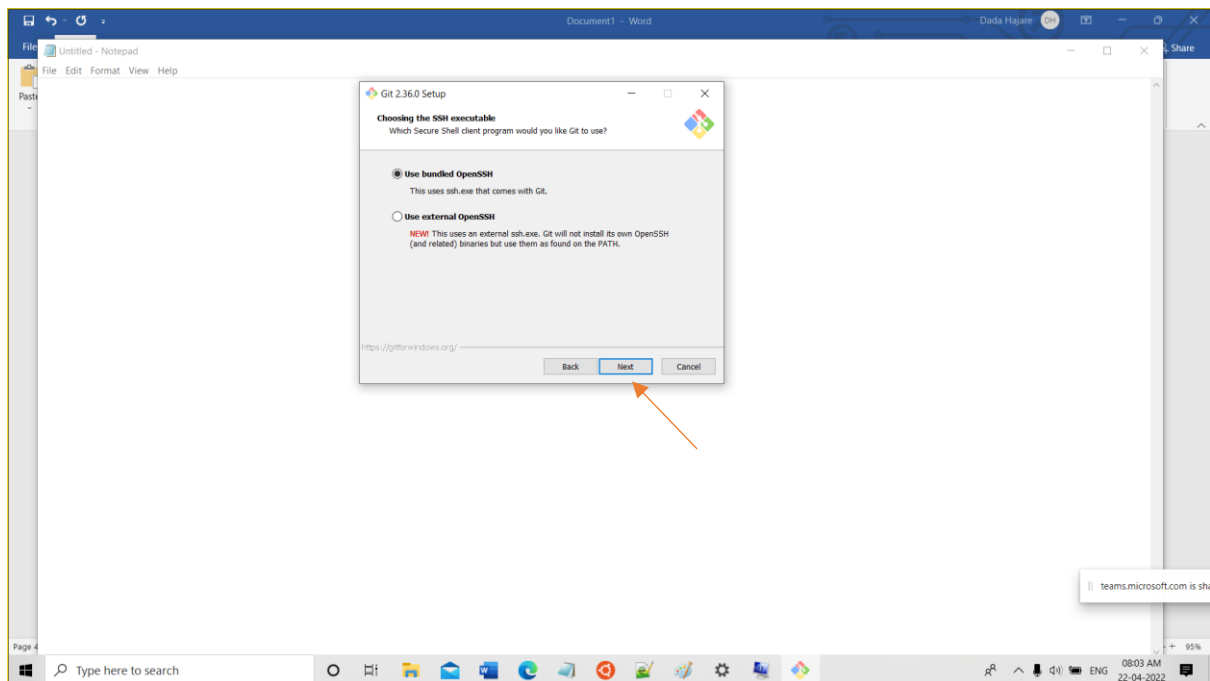 Document1 - Word
Dada Hajare
DH
File
Share
Untitled - Notepad
File Edit Format View Help
Paste
Git 2.36.0 Setup
Choosing the SSH executable
Which Secure Shell client program would you like Git to use?
Use bundled OpenSSH
This uses ssh.exe that comes with Git.
Use external OpenSSH
NEW! This uses an external ssh.exe. Git will not install its own OpenSSH
(and related) binaries but use them as found on the PATH.
https://gitforwindows.org/
Back Next Cancel
teams.microsoft.com is sha
Page 4
95%
Type here to search
ENG
08:03 AM
22-04-2022